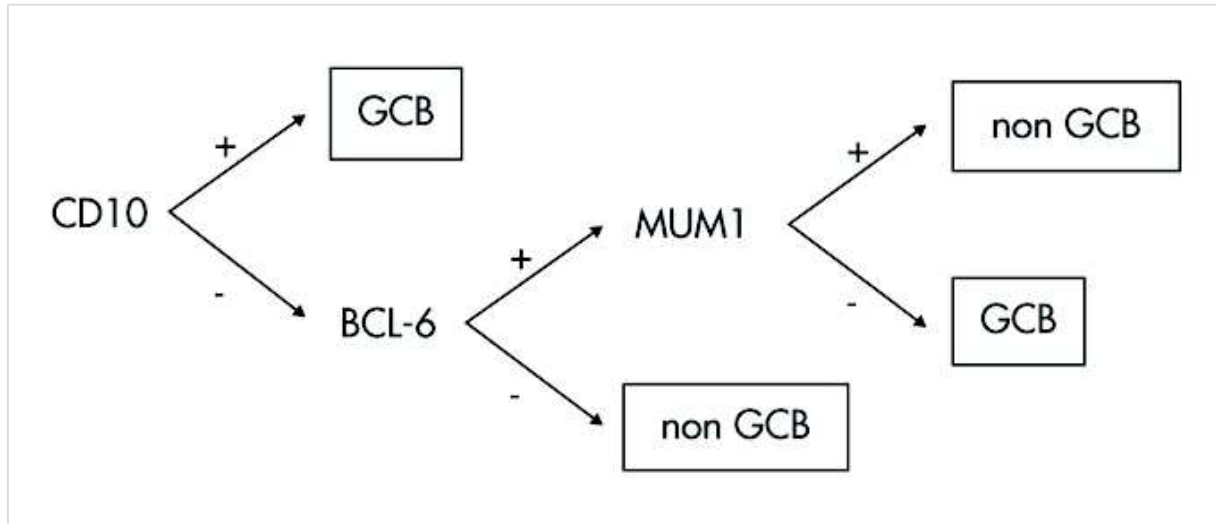 GCB
non GCB
+
+
CD10
MUM1
+
-
-
BCL-6
GCB
-
non GCB